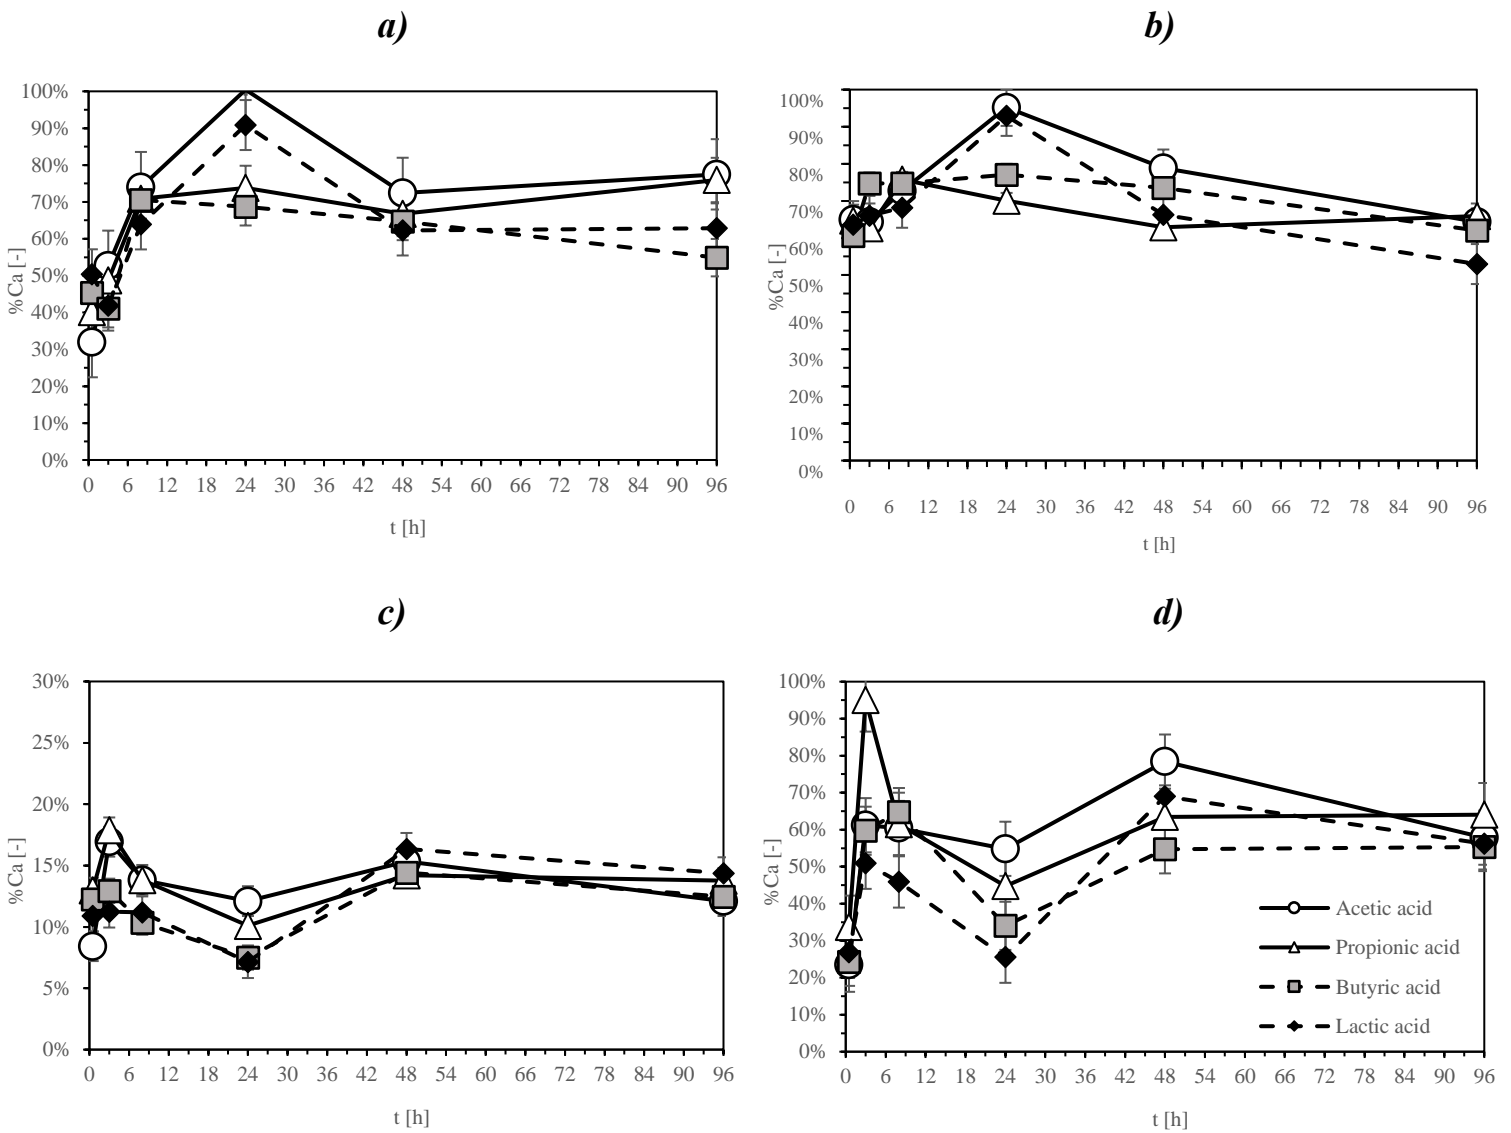 a)
100%
90%
80%
70%
60%
50%
40%
30%
20%
10%
0%
%Ca [-]
0 6 12 18 24 30 36 42 48 54 60 66 72 78 84 90 96
t [h]
b)
100%
90%
80%
70%
60%
50%
40%
30%
20%
10%
0%
%Ca [-]
0 6 12 18 24 30 36 42 48 54 60 66 72 78 84 90 96
t [h]
c)
30%
25%
20%
15%
10%
5%
0%
%Ca [-]
0 6 12 18 24 30 36 42 48 54 60 66 72 78 84 90 96
t [h]
d)
100%
90%
80%
70%
60%
50%
40%
30%
20%
10%
0%
%Ca [-]
0 6 12 18 24 30 36 42 48 54 60 66 72 78 84 90 96
t [h]
Acetic acid
Propionic acid
Butyric acid
Lactic acid